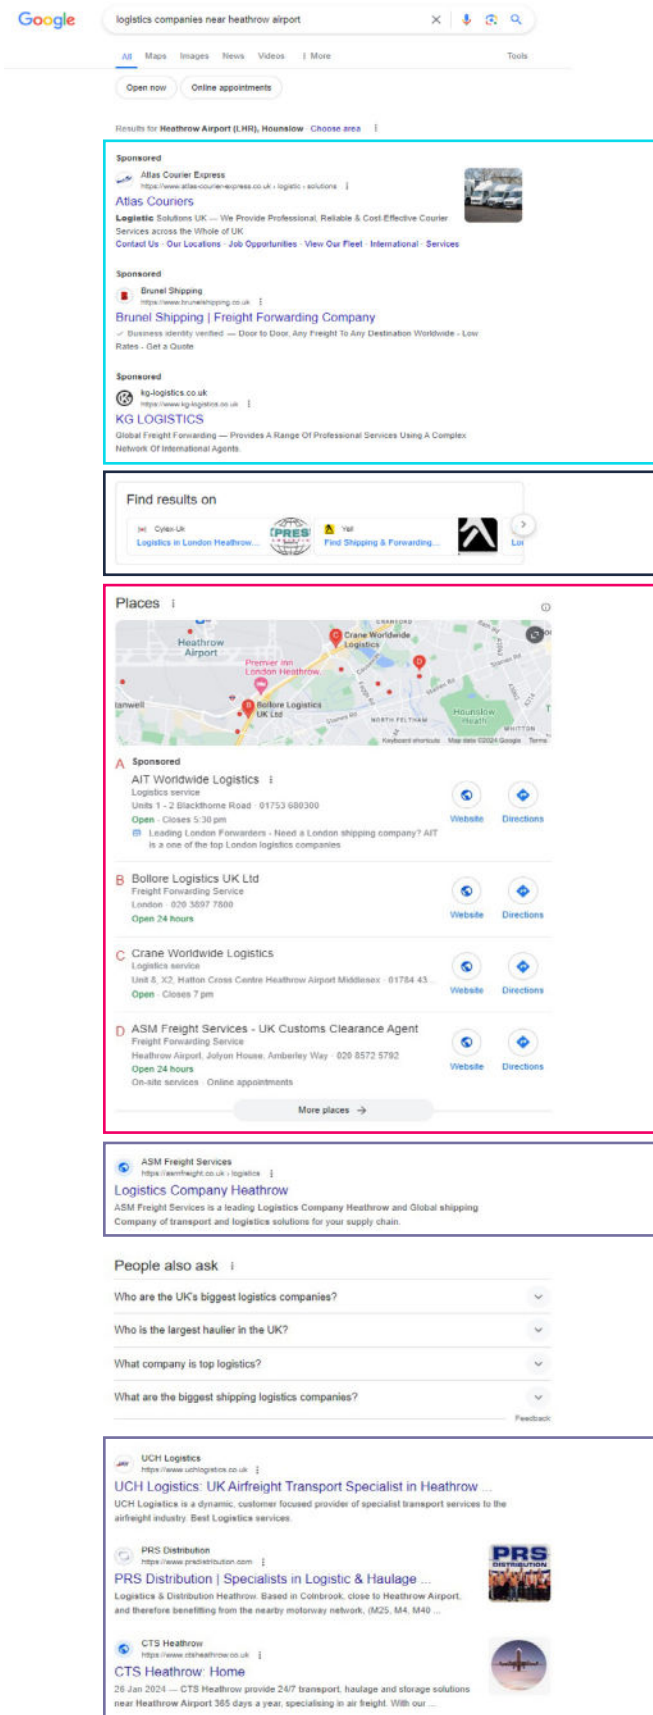 Google
logistics companies near heathrow airport
All Maps Images News Videos More Tools
Open now Online appointments
Results for Heathrow Airport (LHR), Hounslow · Choose area
Sponsored
Atlas Courier Express
https://www.atlas-courier-express.co.uk › logistic › solutions
Atlas Couriers
Logistic Solutions UK — We Provide Professional, Reliable & Cost-Effective Courier
Services across the Whole of UK
Contact Us · Our Locations · Job Opportunities · View Our Fleet · International · Services
Sponsored
Brunel Shipping
https://www.brunelshipping.co.uk
Brunel Shipping | Freight Forwarding Company
Business identity verified — Door to Door, Any Freight To Any Destination Worldwide - Low
Rates - Get a Quote
Sponsored
kg-logistics.co.uk
https://www.kg-logistics.co.uk
KG LOGISTICS
Global Freight Forwarding — Provides A Range Of Professional Services Using A Complex
Network Of International Agents.
Find results on
Cylex-Uk
Logistics in London Heathrow...
PRES
Yell
Find Shipping & Forwarding...
Places
Heathrow
Airport
Crane Worldwide
Logistics
Premier Inn
London Heathrow
Bollore Logistics
UK Ltd
NORTH FELTHAM
Hounslow
Heath
WHITTON
Keyboard shortcuts Map data ©2024 Google Terms
A Sponsored
AIT Worldwide Logistics
Logistics service
Units 1 - 2 Blackthorne Road · 01753 680300
Open · Closes 5:30 pm
Leading London Forwarders - Need a London shipping company? AIT
is a one of the top London logistics companies
Website Directions
B Bollore Logistics UK Ltd
Freight Forwarding Service
London · 020 3897 7800
Open 24 hours
Website Directions
C Crane Worldwide Logistics
Logistics service
Unit 8, X2, Hatton Cross Centre Heathrow Airport Middlesex · 01784 43...
Open · Closes 7 pm
Website Directions
D ASM Freight Services - UK Customs Clearance Agent
Freight Forwarding Service
Heathrow Airport, Jolyon House, Amberley Way · 020 8572 5792
Open 24 hours
On-site services · Online appointments
Website Directions
More places →
ASM Freight Services
https://asmfreight.co.uk › logistics
Logistics Company Heathrow
ASM Freight Services is a leading Logistics Company Heathrow and Global shipping
Company of transport and logistics solutions for your supply chain.
People also ask
Who are the UK's biggest logistics companies?
Who is the largest haulier in the UK?
What company is top logistics?
What are the biggest shipping logistics companies?
Feedback
UCH Logistics
https://www.uchlogistics.co.uk
UCH Logistics: UK Airfreight Transport Specialist in Heathrow ...
UCH Logistics is a dynamic, customer focused provider of specialist transport services to the
airfreight industry. Best Logistics services.
PRS Distribution
https://www.prsdistribution.com
PRS Distribution | Specialists in Logistic & Haulage ...
Logistics & Distribution Heathrow. Based in Colnbrook, close to Heathrow Airport,
and therefore benefitting from the nearby motorway network, (M25, M4, M40 ...
PRS
DISTRIBUTION
CTS Heathrow
https://www.ctsheathrow.co.uk
CTS Heathrow: Home
26 Jan 2024 — CTS Heathrow provide 24/7 transport, haulage and storage solutions
near Heathrow Airport 365 days a year, specialising in air freight. With our ...